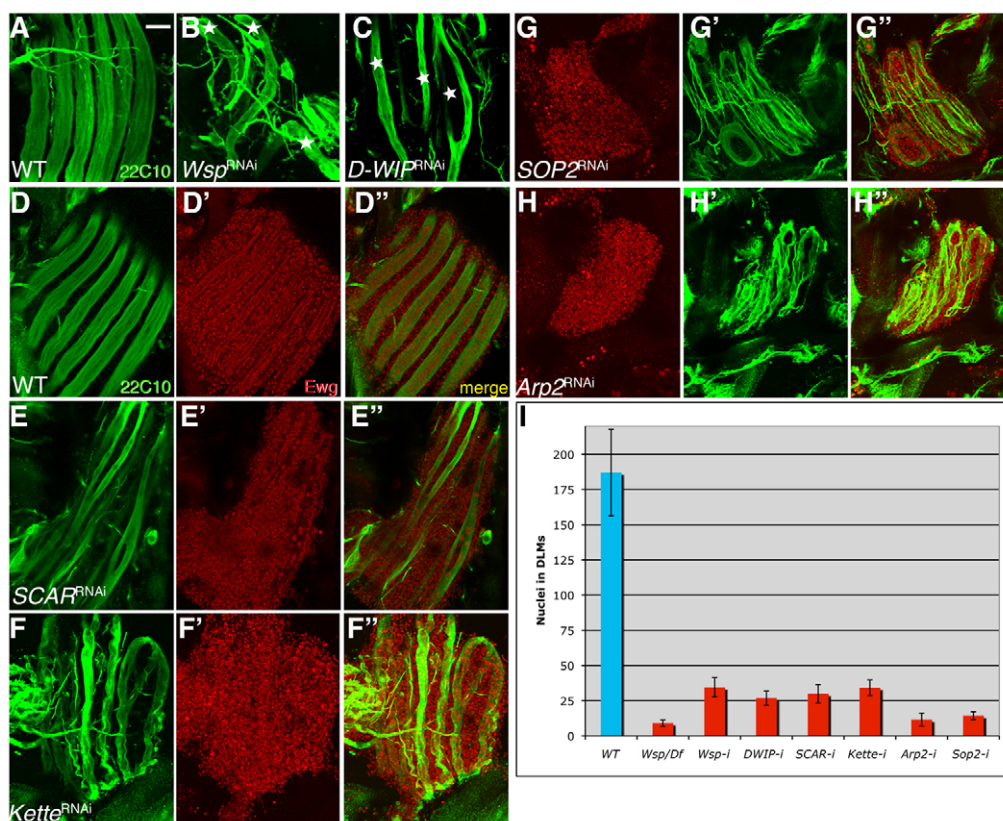 A
WT
22C10
B
Wsp RNAi
C
D-WIP RNAi
D
WT
22C10
D'
Ewg
D''
merge
E
SCAR RNAi
E'
E''
F
Kette RNAi
F'
F''
G
SOP2 RNAi
G'
G''
H
Arp2 RNAi
H'
H''
I
Nuclei in DLMs
200
175
150
125
100
75
50
25
0
WT
Wsp/Df
Wsp-i
DWIP-i
SCAR-i
Kette-i
Arp2-i
Sop2-i